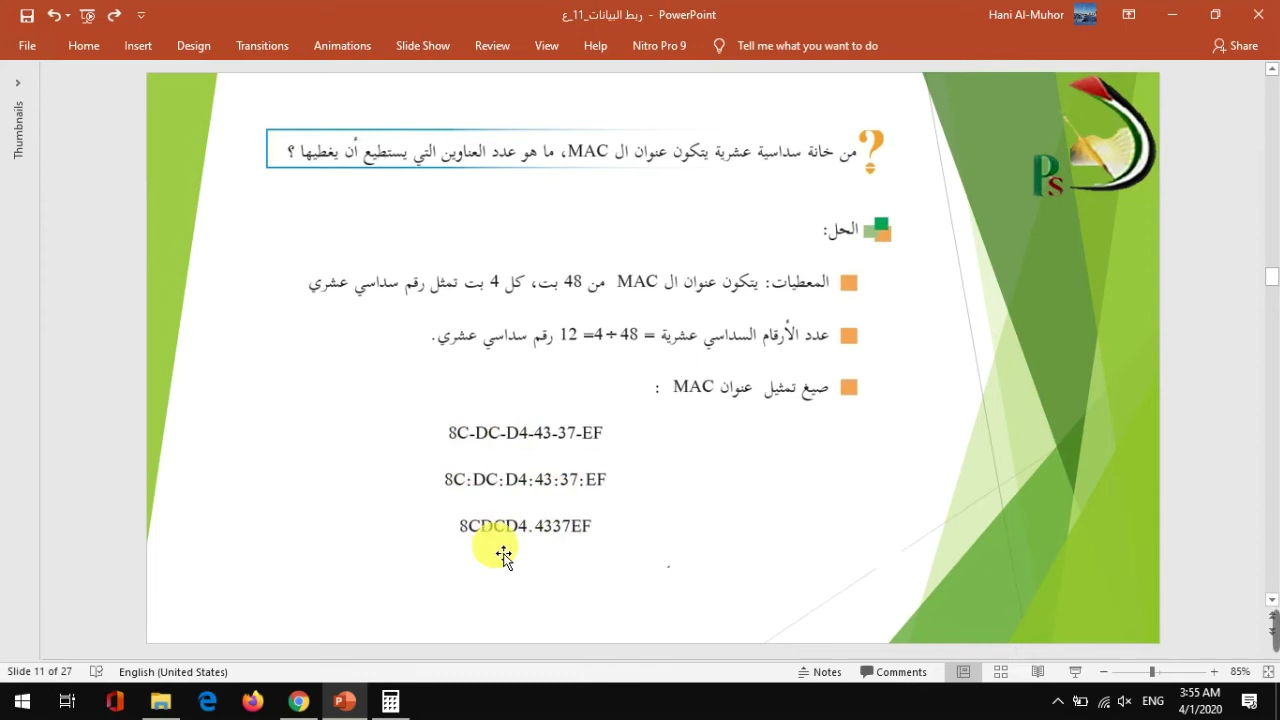 ربط البيانات_11_ع - PowerPoint
Hani Al-Muhor
File Home Insert Design Transitions Animations Slide Show Review View Help Nitro Pro 9 Tell me what you want to do Share
Thumbnails
من خانة سداسية عشرية يتكون عنوان ال MAC، ما هو عدد العناوين التي يستطيع أن يغطيها ؟
الحل:
المعطيات: يتكون عنوان ال MAC من 48 بت، كل 4 بت تمثل رقم سداسي عشري
عدد الأرقام السداسي عشرية = 48÷4= 12 رقم سداسي عشري.
صيغ تمثيل عنوان MAC :
8C-DC-D4-43-37-EF
8C:DC:D4:43:37:EF
8CDCD4.4337EF
Ps
Slide 11 of 27 English (United States) Notes Comments 85%
ENG
3:55 AM
4/1/2020